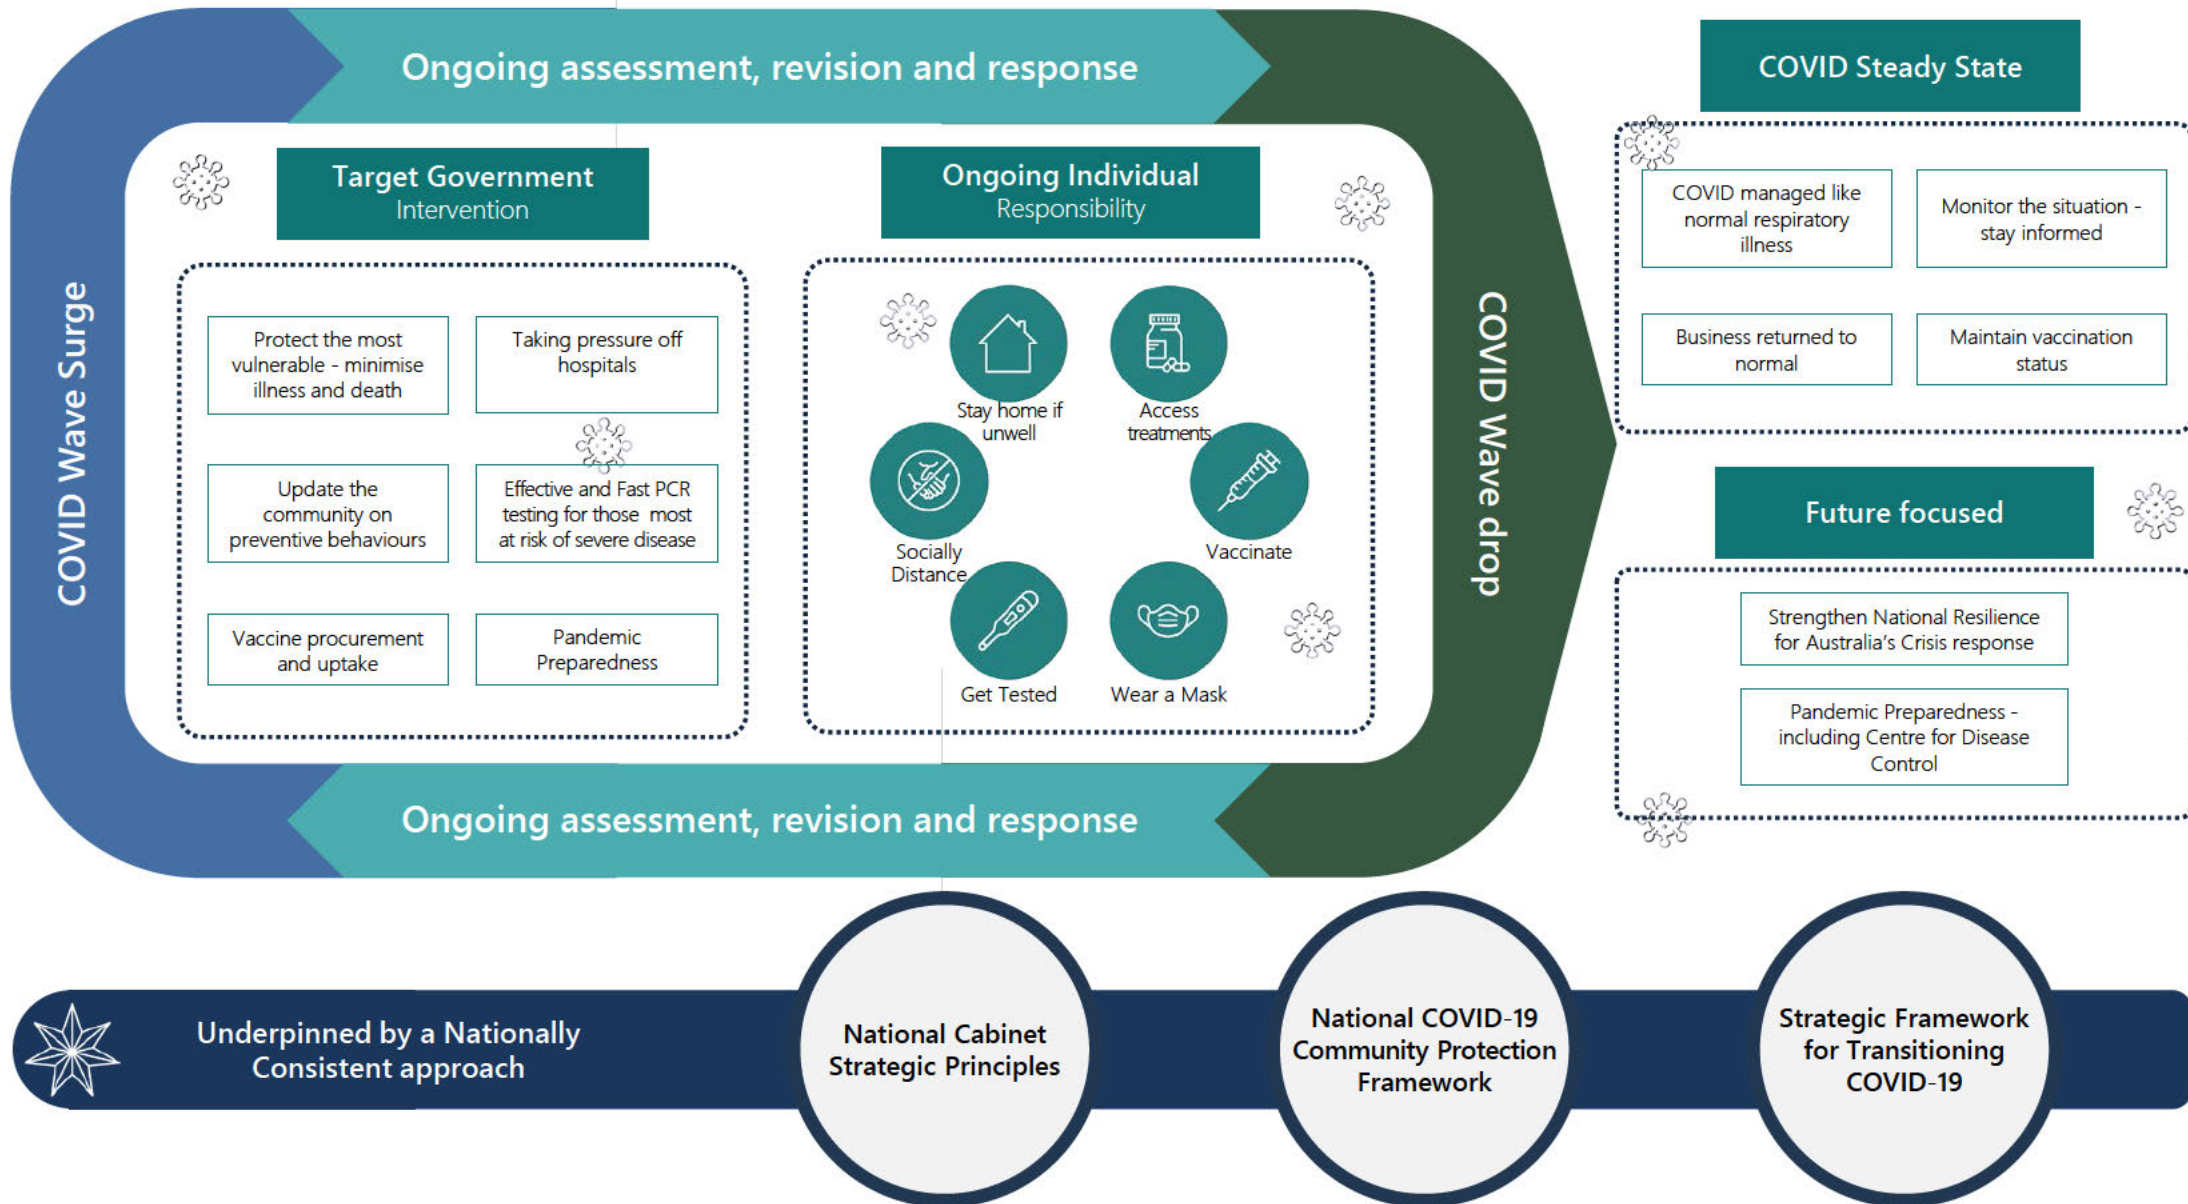 Ongoing assessment, revision and response
COVID Wave Surge
Target Government
Intervention
Protect the most
vulnerable - minimise
illness and death
Taking pressure off
hospitals
Update the
community on
preventive behaviours
Effective and Fast PCR
testing for those most
at risk of severe disease
Vaccine procurement
and uptake
Pandemic
Preparedness
Ongoing Individual
Responsibility
Stay home if
unwell
Access
treatments
Socially
Distance
Vaccinate
Get Tested
Wear a Mask
COVID Wave drop
Ongoing assessment, revision and response
COVID Steady State
COVID managed like
normal respiratory
illness
Monitor the situation -
stay informed
Business returned to
normal
Maintain vaccination
status
Future focused
Strengthen National Resilience
for Australia's Crisis response
Pandemic Preparedness -
including Centre for Disease
Control
Underpinned by a Nationally
Consistent approach
National Cabinet
Strategic Principles
National COVID-19
Community Protection
Framework
Strategic Framework
for Transitioning
COVID-19